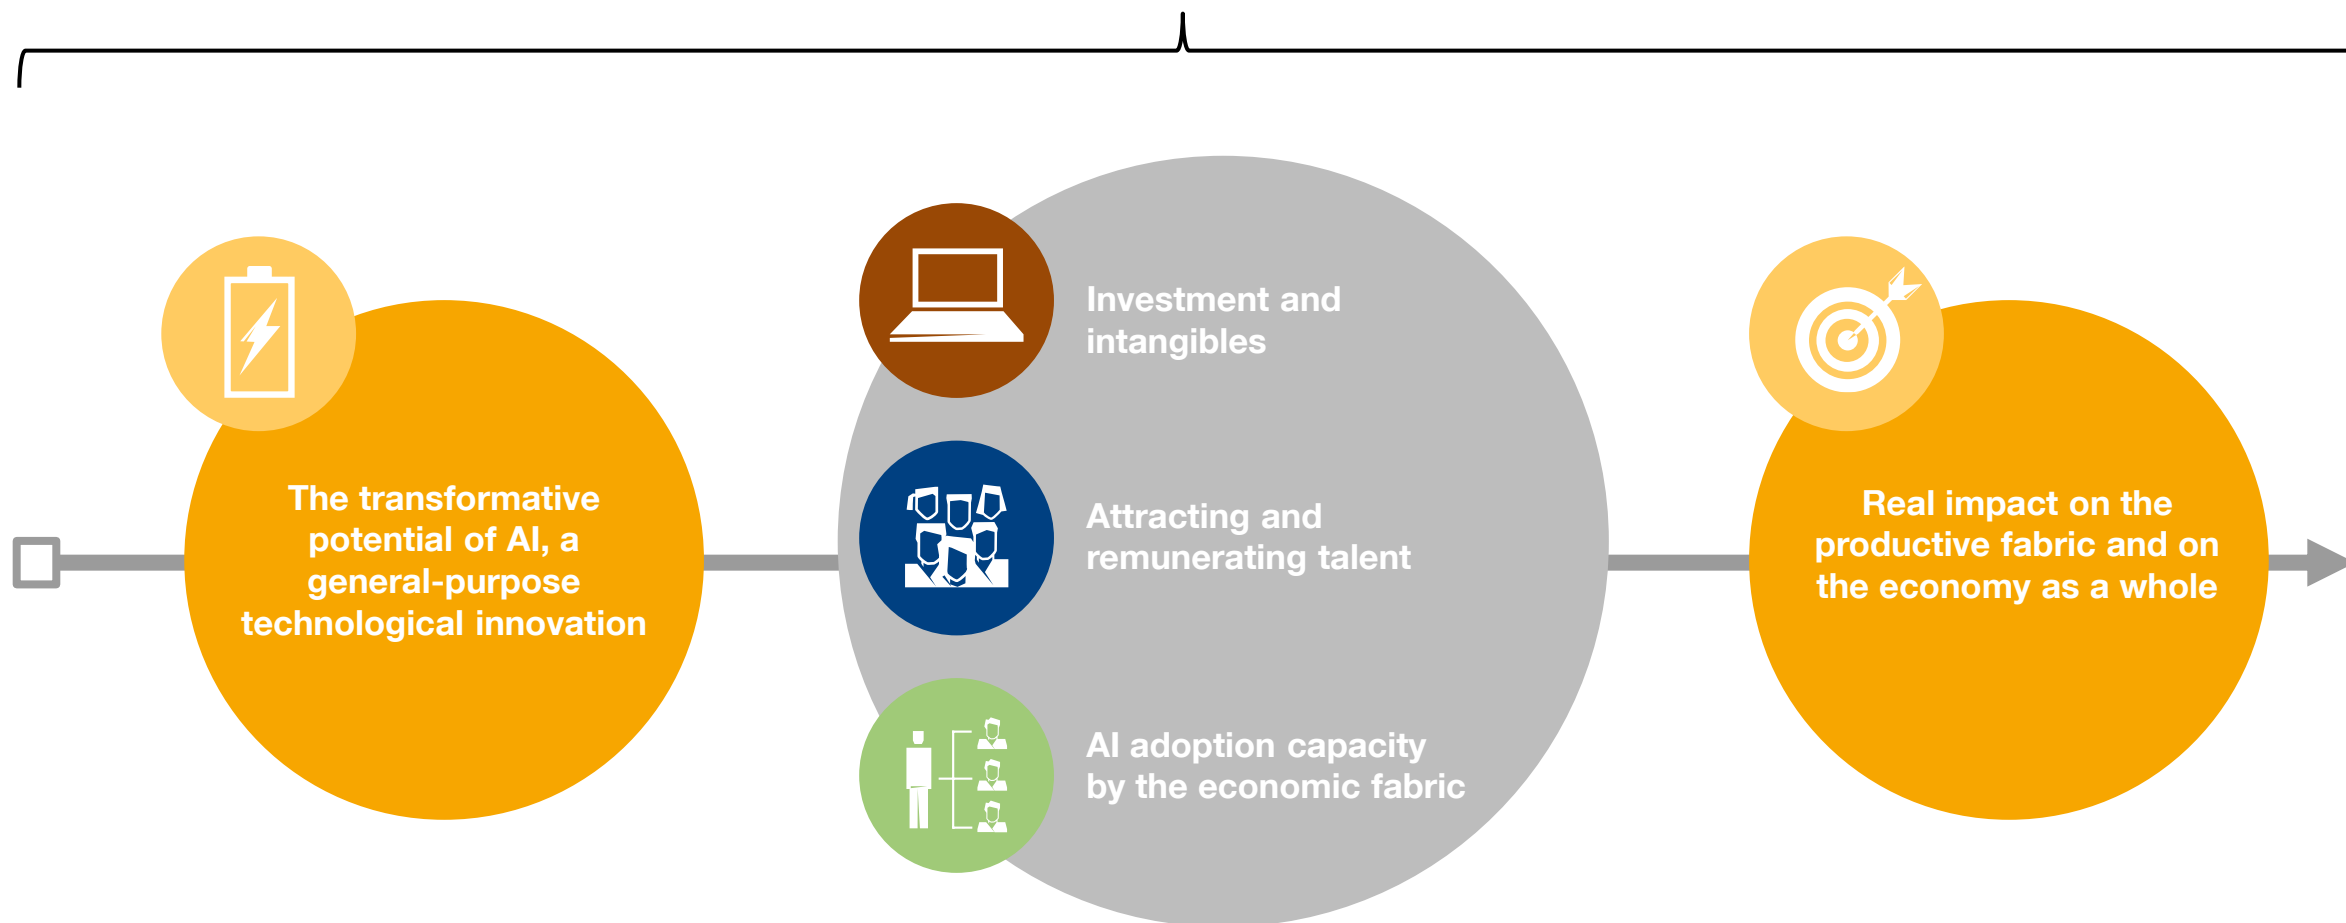 The transformative
potential of AI, a
general-purpose
technological innovation
Investment and
intangibles
Attracting and
remunerating talent
AI adoption capacity
by the economic fabric
Real impact on the
productive fabric and on
the economy as a whole